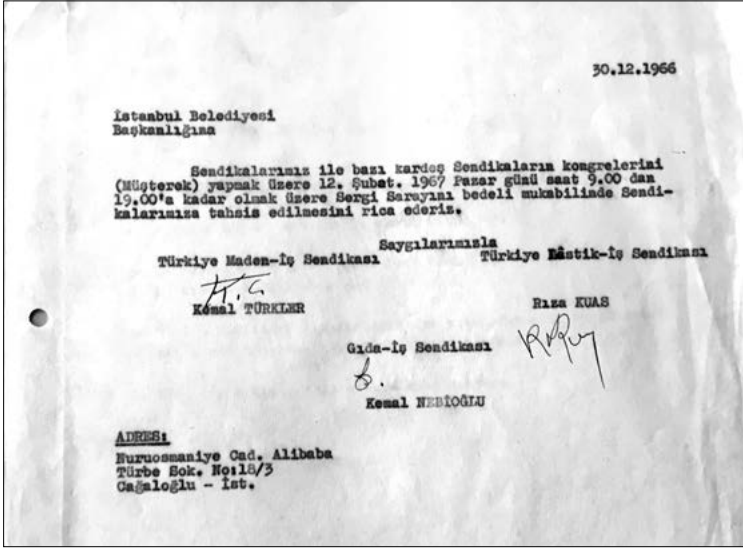 30.12.1966
İstanbul Belediyesi
Başkanlığına
Sendikalarımız ile bazı kardeş Sendikaların kongrelerini
(Müşterek) yapmak üzere 12. Şubat. 1967 Pazar günü saat 9.00 dan
19.00'a kadar olmak üzere Sergi Sarayını bedeli mukabilinde Sendi-
kalarımıza tahsis edilmesini rica ederiz.
Saygılarımızla
Türkiye Maden-İş Sendikası Türkiye Lâstik-İş Sendikası
Kemal TÜRKLER Rıza KUAS
Gıda-İş Sendikası
Kemal NEBİOĞLU
ADRES:
Nuruosmaniye Cad. Alibaba
Türbe Sok. No:18/3
Cağaloğlu - İst.